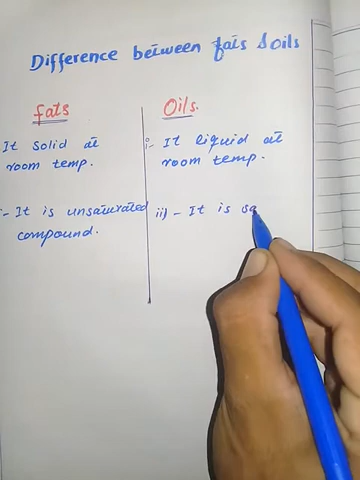 Difference between fats & oils
fats
It solid at
room temp.
- It is unsaturated
compound.
Oils.
i- It liquid at
room temp.
ii) - It is sa